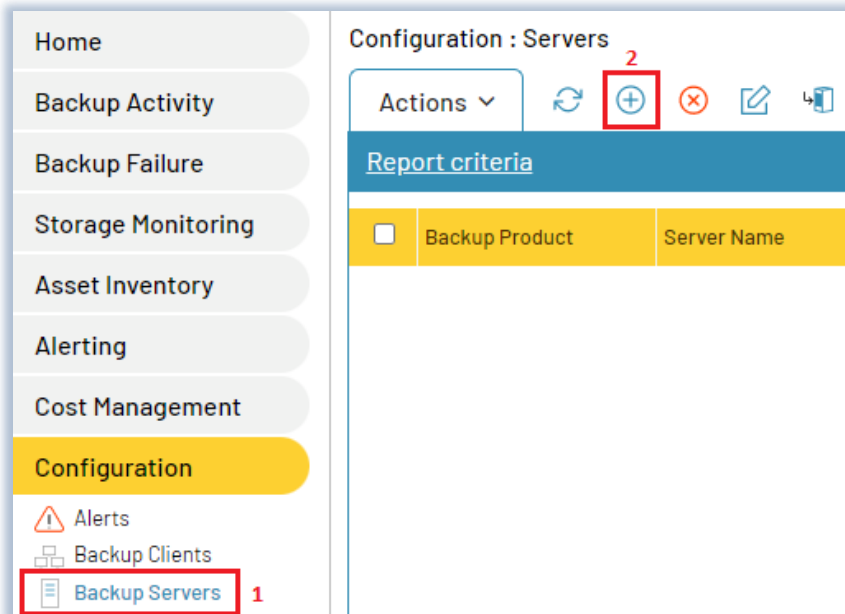 Home
Backup Activity
Backup Failure
Storage Monitoring
Asset Inventory
Alerting
Cost Management
Configuration
Alerts
Backup Clients
Backup Servers 1
Configuration : Servers
2
Actions
Report criteria
Backup Product Server Name